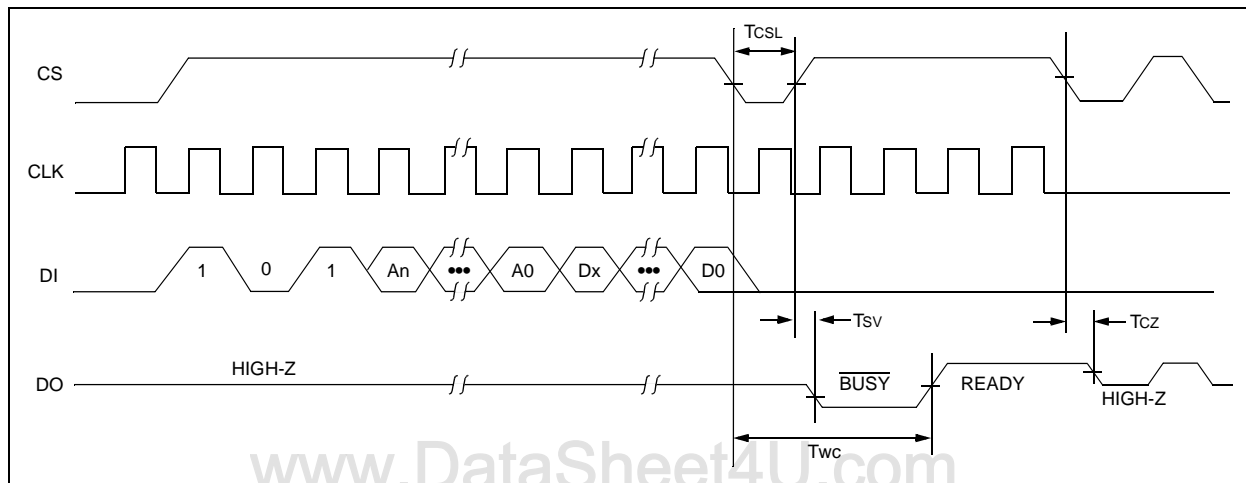 TCSL
CS
CLK
DI
1 0 1 An ••• A0 Dx ••• D0
TSV
TCZ
DO
HIGH-Z
BUSY
READY
HIGH-Z
TWC
www.DataSheet4U.com